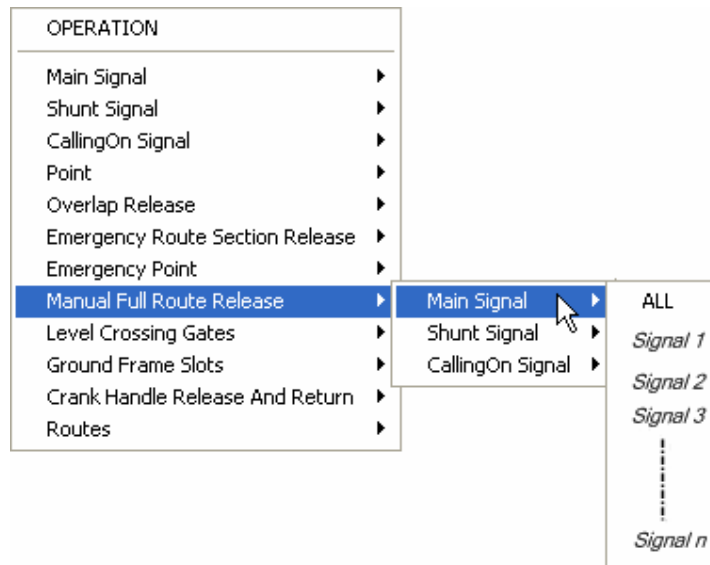 OPERATION
Main Signal
Shunt Signal
CallingOn Signal
Point
Overlap Release
Emergency Route Section Release
Emergency Point
Manual Full Route Release
Level Crossing Gates
Ground Frame Slots
Crank Handle Release And Return
Routes
Main Signal
Shunt Signal
CallingOn Signal
ALL
Signal 1
Signal 2
Signal 3
Signal n